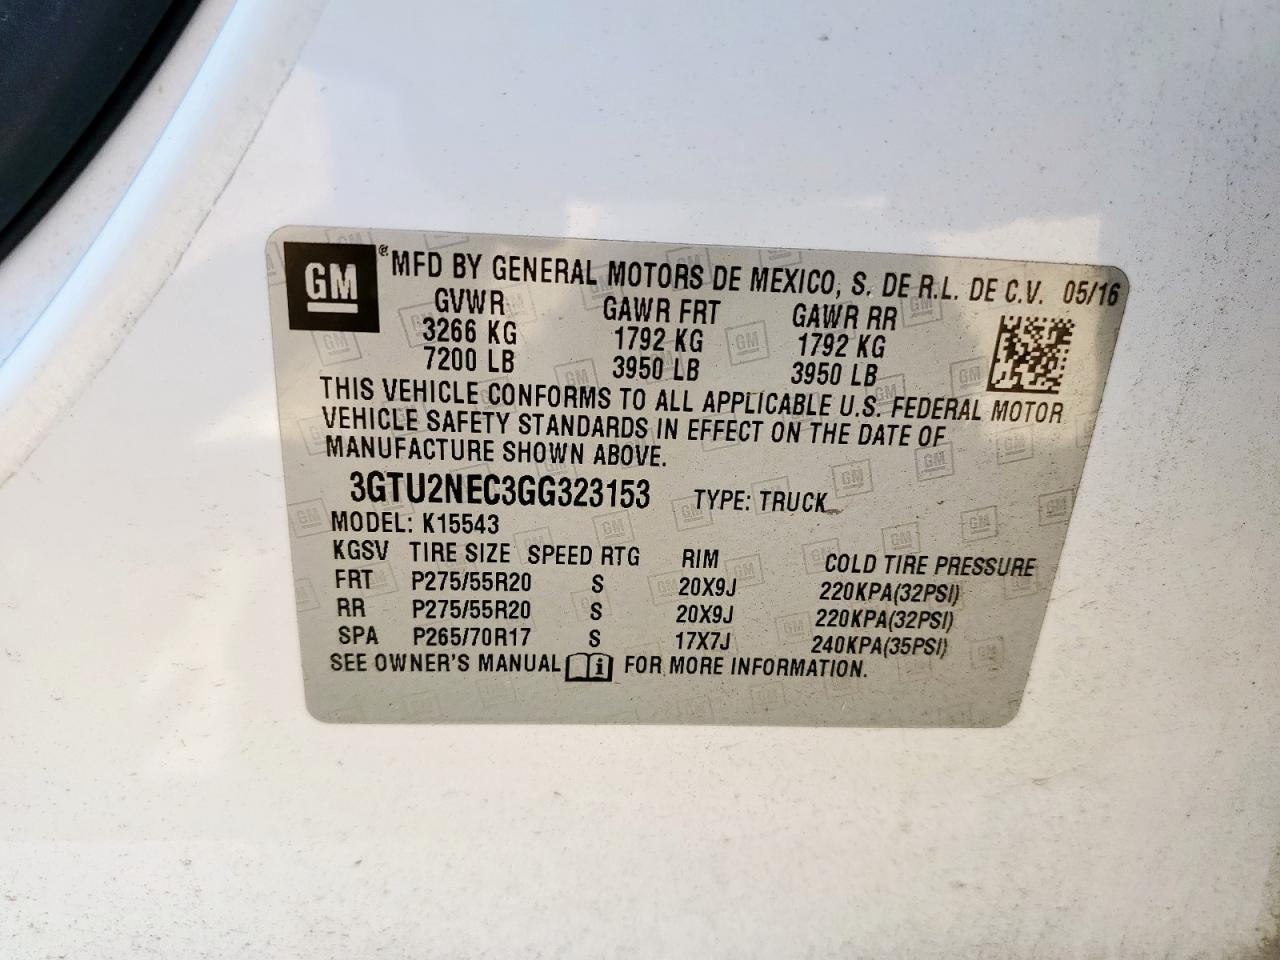 GM ® MFD BY GENERAL MOTORS DE MEXICO, S. DE R.L. DE C.V. 05/16
GVWR GAWR FRT GAWR RR
3266 KG 1792 KG 1792 KG
7200 LB 3950 LB 3950 LB
THIS VEHICLE CONFORMS TO ALL APPLICABLE U.S. FEDERAL MOTOR
VEHICLE SAFETY STANDARDS IN EFFECT ON THE DATE OF
MANUFACTURE SHOWN ABOVE.
3GTU2NEC3GG323153 TYPE: TRUCK
MODEL: K15543
KGSV TIRE SIZE SPEED RTG RIM COLD TIRE PRESSURE
FRT P275/55R20 S 20X9J 220KPA(32PSI)
RR P275/55R20 S 20X9J 220KPA(32PSI)
SPA P265/70R17 S 17X7J 240KPA(35PSI)
SEE OWNER'S MANUAL i FOR MORE INFORMATION.